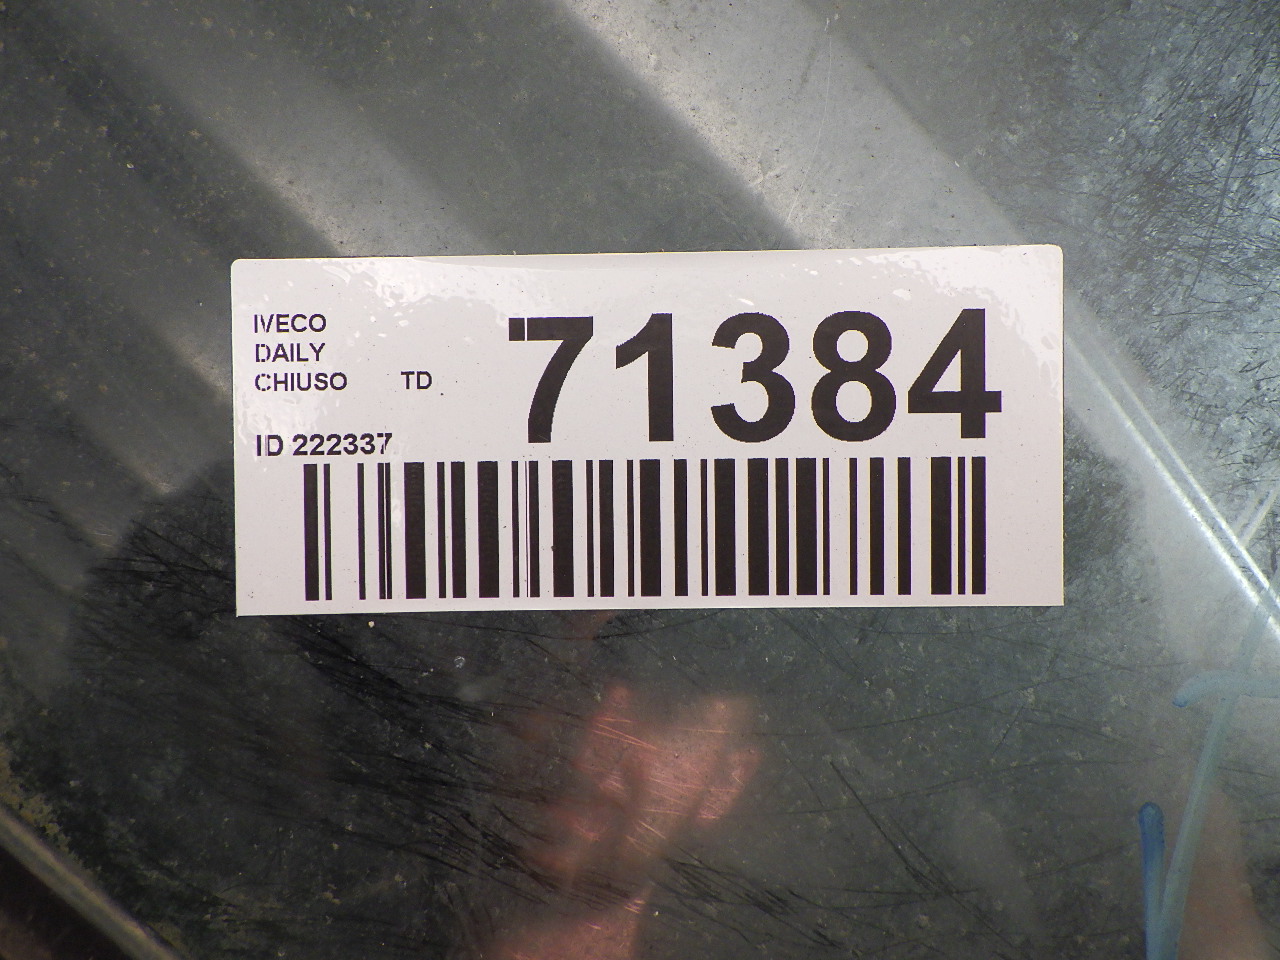 IVECO
DAILY
CHIUSO TD
71384
ID 222337